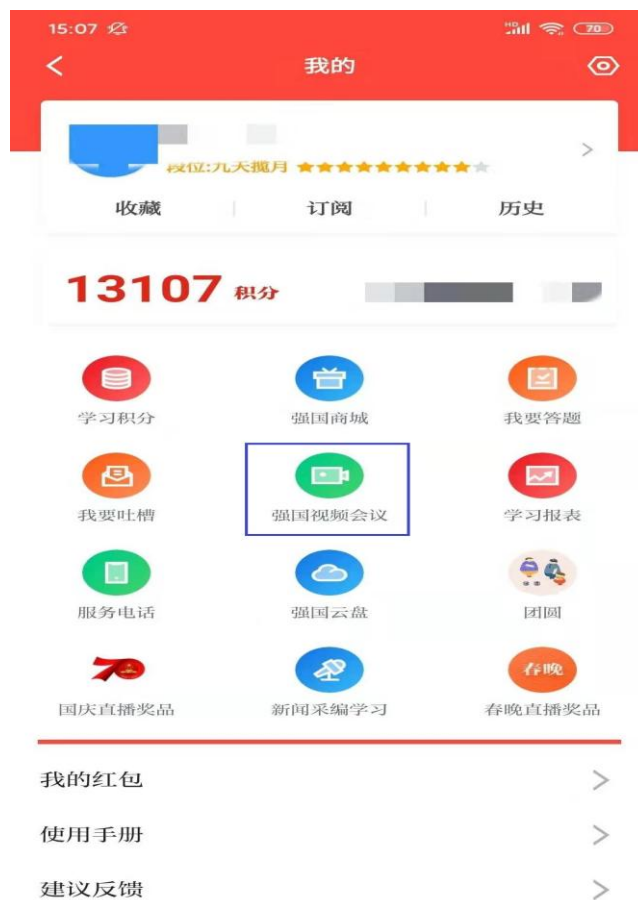 15:07 HD 70
我的
段位:九天揽月
收藏 订阅 历史
13107 积分
学习积分 强国商城 我要答题
我要吐槽 强国视频会议 学习报表
服务电话 强国云盘 团圆
70 春晚
国庆直播奖品 新闻采编学习 春晚直播奖品
我的红包
使用手册
建议反馈